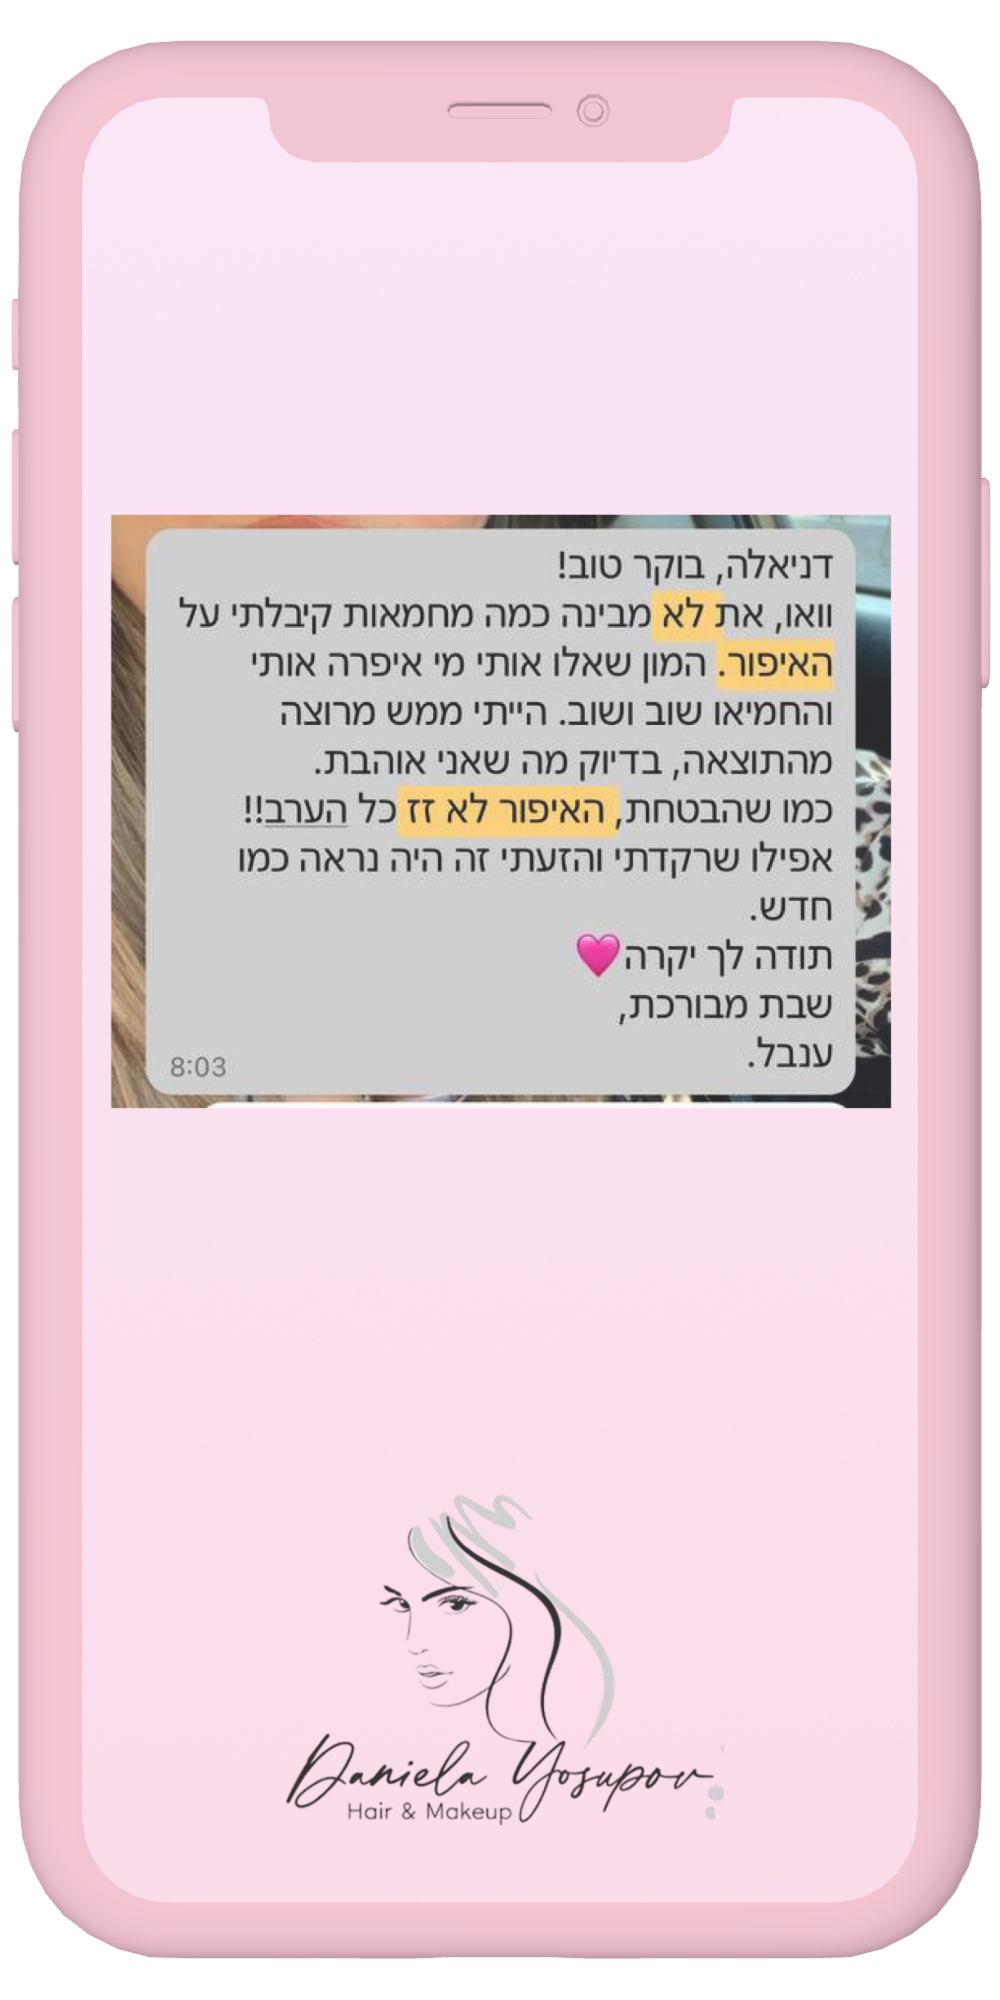 דניאלה, בוקר טוב!
וואו, את לא מבינה כמה מחמאות קיבלתי על
האיפור. המון שאלו אותי מי איפרה אותי
והחמיאו שוב ושוב. הייתי ממש מרוצה
מהתוצאה, בדיוק מה שאני אוהבת.
כמו שהבטחת, האיפור לא זז כל הערב!!
אפילו שרקדתי והזעתי זה היה נראה כמו
חדש.
תודה לך יקרה🩷
שבת מבורכת,
ענבל.
8:03
Daniela Yosupov
Hair & Makeup